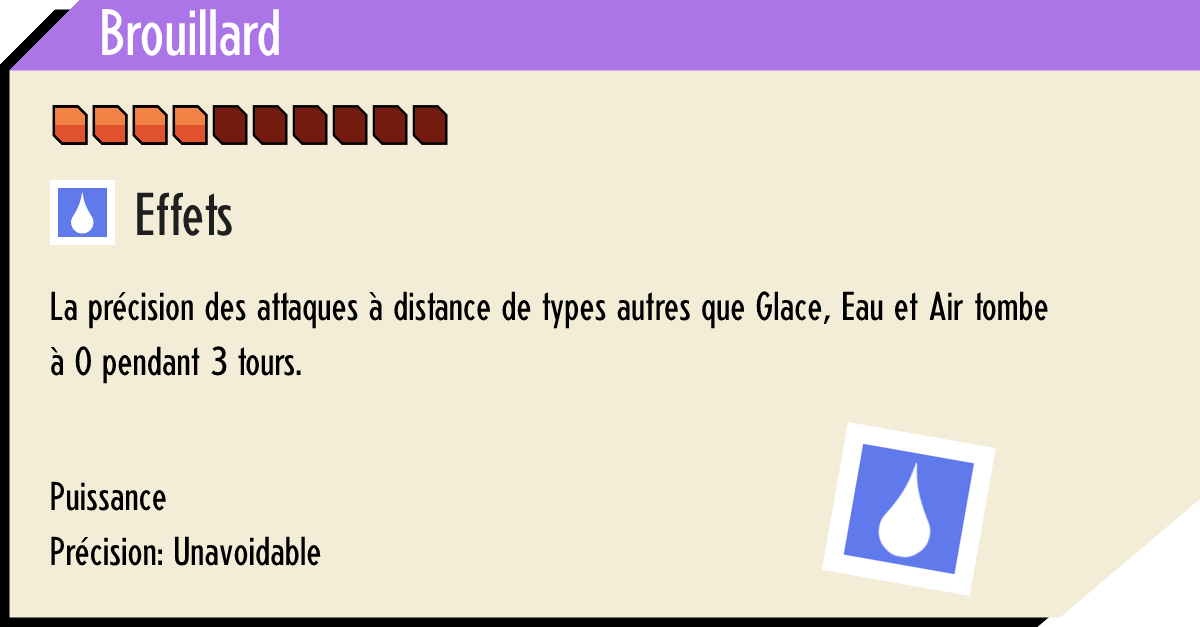 Brouillard
Effets
La précision des attaques à distance de types autres que Glace, Eau et Air tombe
à 0 pendant 3 tours.
Puissance
Précision: Unavoidable